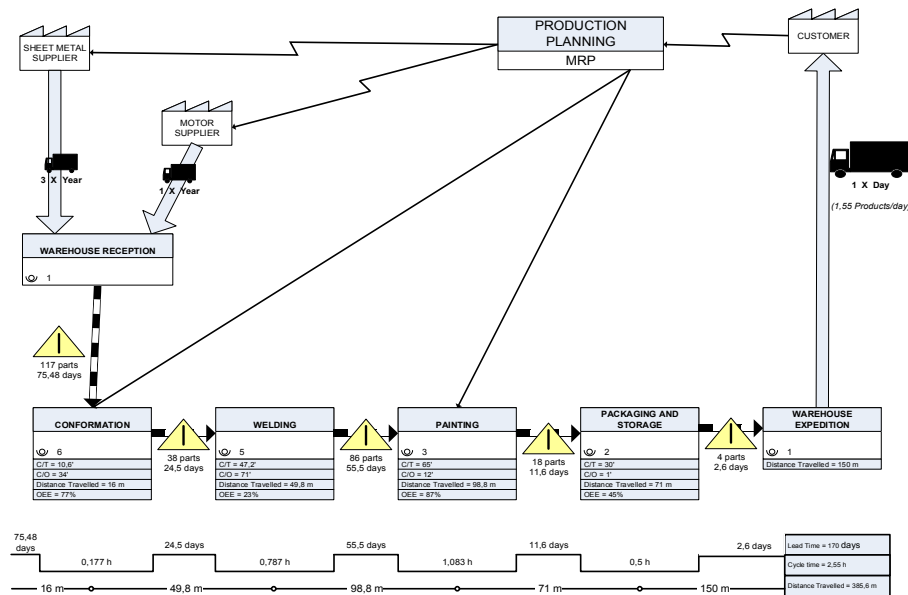 PRODUCTION
PLANNING
MRP
SHEET METAL
SUPPLIER
CUSTOMER
MOTOR
SUPPLIER
3 X Year
1 X Year
1 X Day
(1,55 Products/day)
WAREHOUSE RECEPTION
1
117 parts
75,48 days
CONFORMATION
6
C/T = 10,6'
C/O = 34'
Distance Travelled = 16 m
OEE = 77%
38 parts
24,5 days
WELDING
5
C/T = 47,2'
C/O = 71'
Distance Travelled = 49,8 m
OEE = 23%
86 parts
55,5 days
PAINTING
3
C/T = 65'
C/O = 12'
Distance Travelled = 98,8 m
OEE = 87%
18 parts
11,6 days
PACKAGING AND
STORAGE
2
C/T = 30'
C/O = 1'
Distance Travelled = 71 m
OEE = 45%
4 parts
2,6 days
WAREHOUSE
EXPEDITION
1
Distance Travelled = 150 m
75,48
days
0,177 h
24,5 days
0,787 h
55,5 days
1,083 h
11,6 days
0,5 h
2,6 days
Lead Time = 170 days
Cycle time = 2,55 h
Distance Travelled = 385,6 m
16 m
49,8 m
98,8 m
71 m
150 m